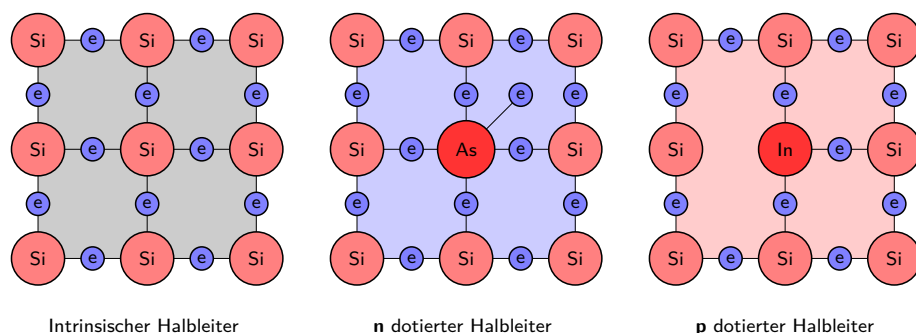 Si e Si e Si
e e e
Si e Si e Si
e e e
Si e Si e Si
Intrinsischer Halbleiter
Si e Si e Si
e e e e
Si e As e Si
e e e
Si e Si e Si
n dotierter Halbleiter
Si e Si e Si
e e e
Si In e Si
e e e
Si e Si e Si
p dotierter Halbleiter